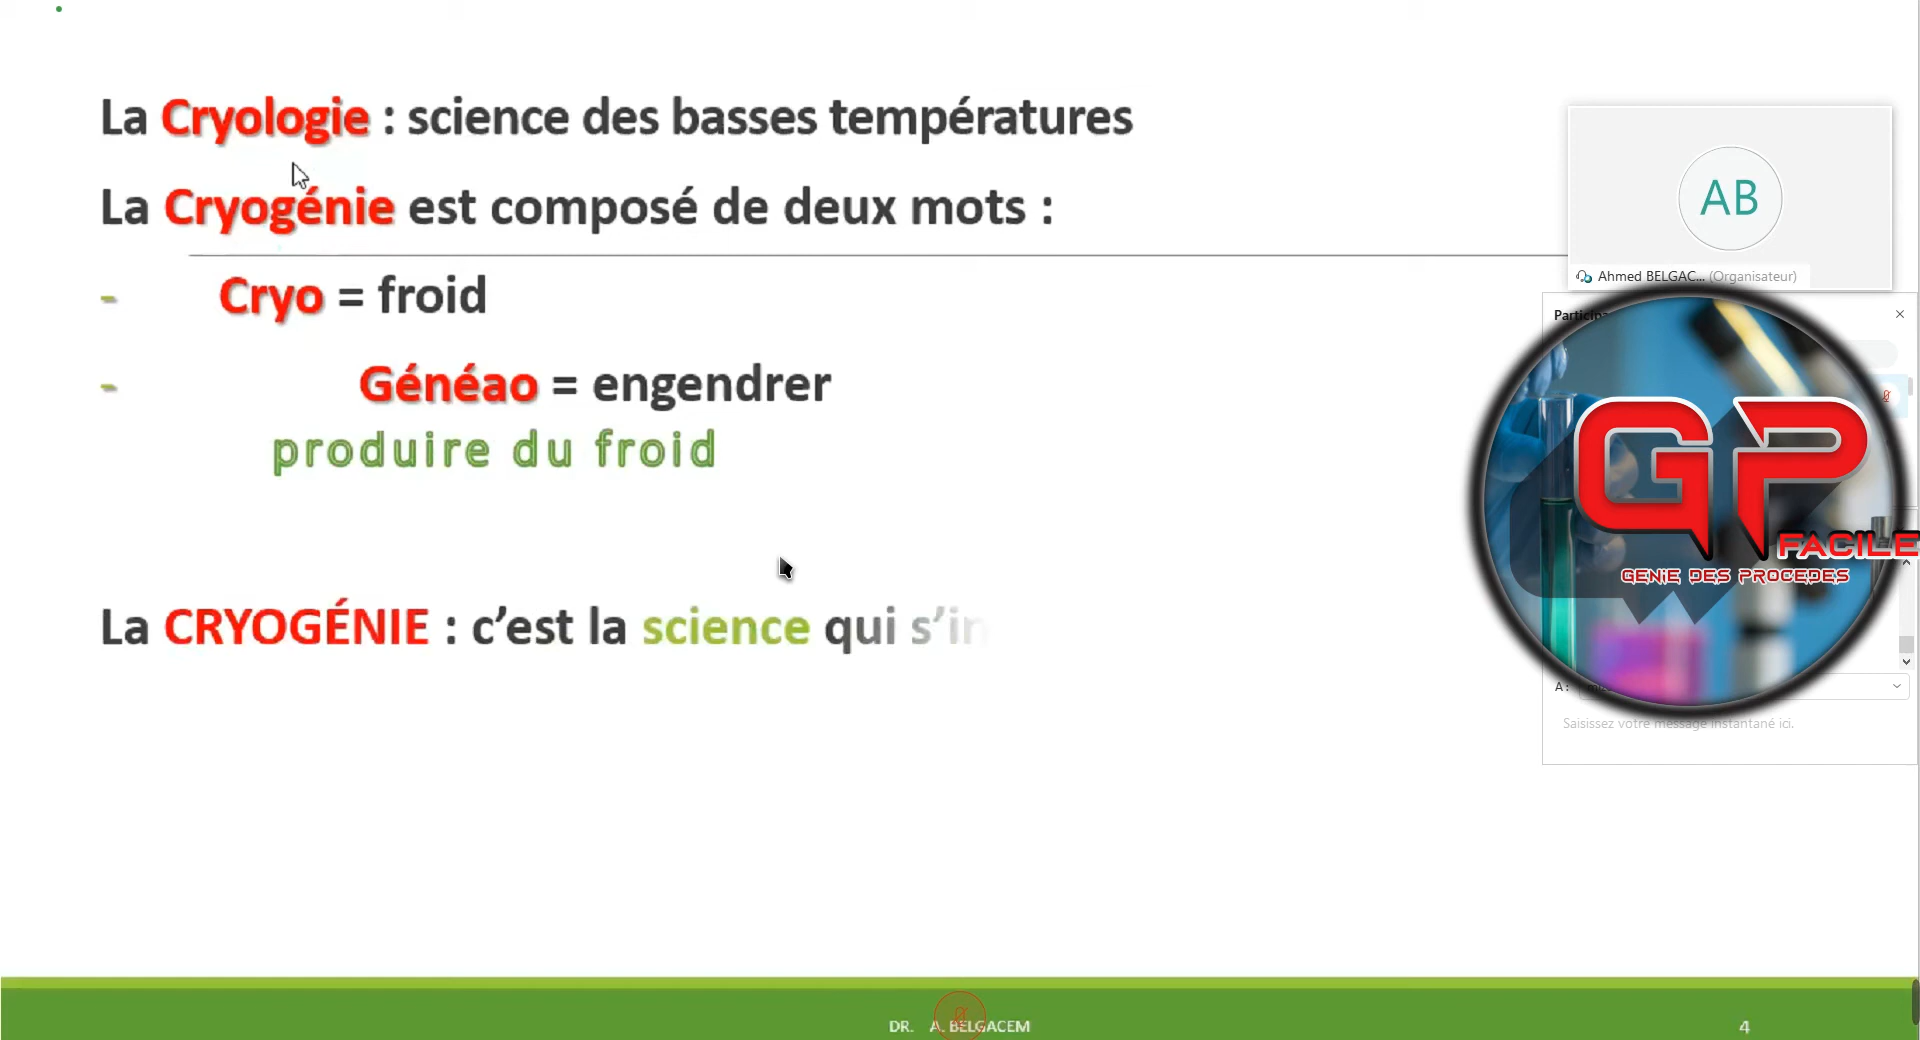 La Cryologie : science des basses températures
La Cryogénie est composé de deux mots :
- Cryo = froid
- Généao = engendrer
produire du froid
La CRYOGÉNIE : c’est la science qui s’in
AB
Ahmed BELGAC... (Organisateur)
Particip
GP
FACILE
GENIE DES PROCEDES
A :
Saisissez votre message instantané ici.
DR. A. BELGACEM
4